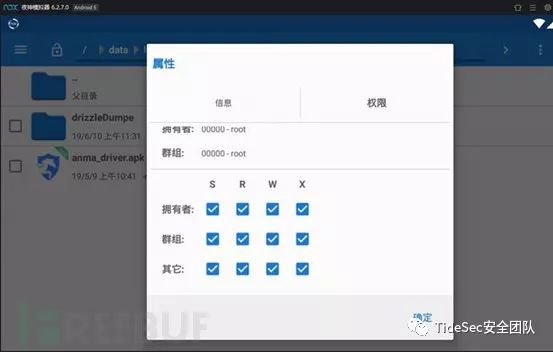 nox 夜神模拟器 6.2.7.0 Android 5
/ data
属性
信息 权限
..
父目录
拥有者: 00000 - root
drizzleDumpe
19/6/10 上午11:31
群组: 00000 - root
anma_driver.apk
19/5/9 上午10:41
S R W X
拥有者:
群组:
其它:
确定
REEBUF
TideSec安全团队